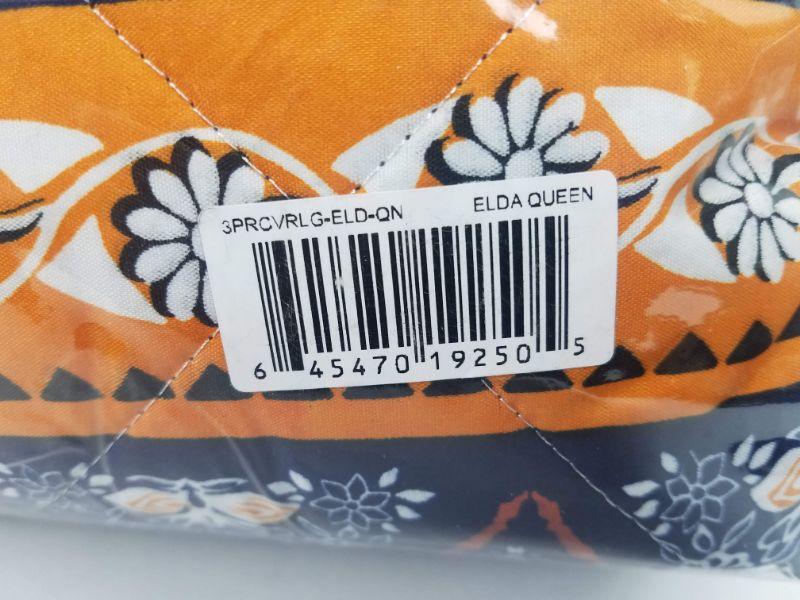 3PRCVRLG-ELD-QN ELDA QUEEN
6 45470 19250 5